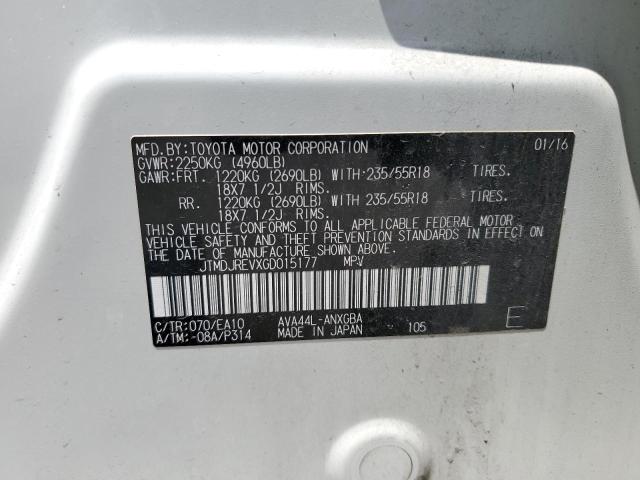 MFD.BY:TOYOTA MOTOR CORPORATION 01/16
GVWR:2250KG (4960LB)
GAWR:FRT. 1220KG (2690LB) WITH 235/55R18 TIRES.
18X7 1/2J RIMS.
RR. 1220KG (2690LB) WITH 235/55R18 TIRES.
18X7 1/2J RIMS.
THIS VEHICLE CONFORMS TO ALL APPLICABLE FEDERAL MOTOR
VEHICLE SAFETY AND THEFT PREVENTION STANDARDS IN EFFECT ON
THE DATE OF MANUFACTURE SHOWN ABOVE.
JTMDJREVXGD015177 MPV
C/TR:070/EA10 AVA44L-ANXGBA
A/TM:-08A/P314 MADE IN JAPAN 105 E